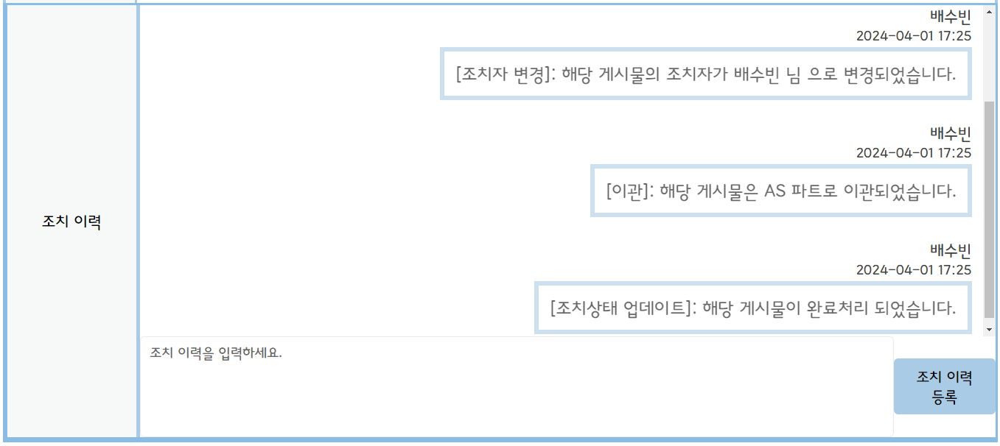 배수빈
2024-04-01 17:25
[조치자 변경]: 해당 게시물의 조치자가 배수빈 님 으로 변경되었습니다.
배수빈
2024-04-01 17:25
[이관]: 해당 게시물은 AS 파트로 이관되었습니다.
조치 이력
배수빈
2024-04-01 17:25
[조치상태 업데이트]: 해당 게시물이 완료처리 되었습니다.
조치 이력을 입력하세요.
조치 이력
등록